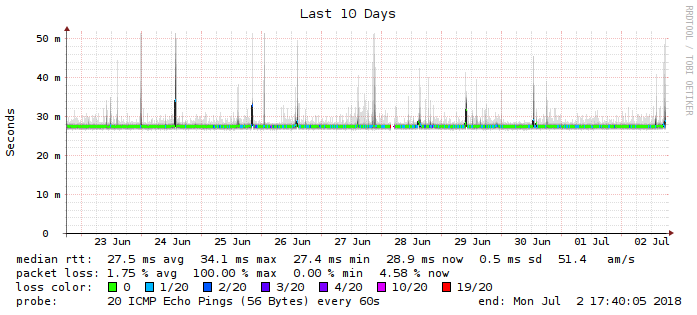 Last 10 Days
RRDTOOL / TOBI OETIKER
Seconds
50 m
40 m
30 m
20 m
10 m
0
23 Jun 24 Jun 25 Jun 26 Jun 27 Jun 28 Jun 29 Jun 30 Jun 01 Jul 02 Jul
median rtt: 27.5 ms avg 34.1 ms max 27.4 ms min 28.9 ms now 0.5 ms sd 51.4 am/s
packet loss: 1.75 % avg 100.00 % max 0.00 % min 4.58 % now
loss color: 0 1/20 2/20 3/20 4/20 10/20 19/20
probe: 20 ICMP Echo Pings (56 Bytes) every 60s end: Mon Jul 2 17:40:05 2018